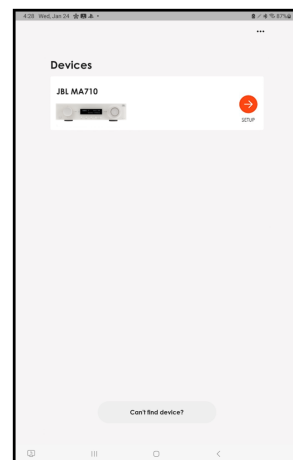 4:28 Wed, Jan 24
87%
Devices
JBL MA710
SETUP
Can't find device?